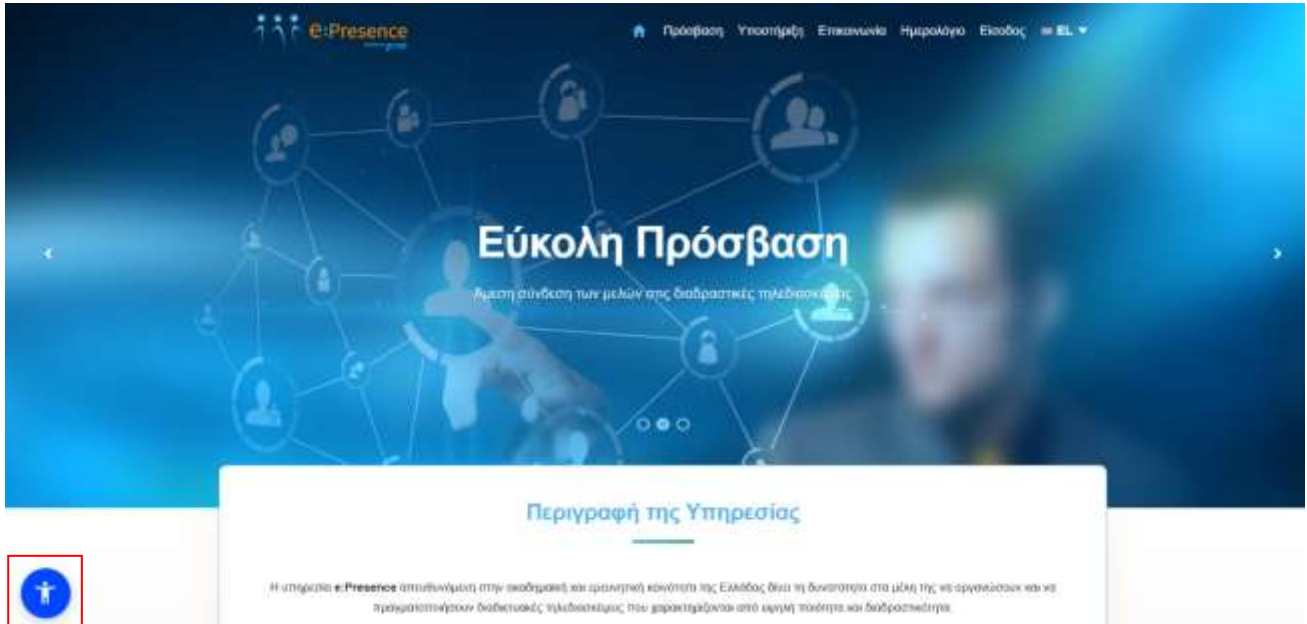 e:Presence
Πρόσβαση Υποστήριξη Επικοινωνία Ημερολόγιο Είσοδος EL
Εύκολη Πρόσβαση
Άμεση σύνδεση των μελών στις διαδραστικές τηλεδιασκέψεις
Περιγραφή της Υπηρεσίας
Η υπηρεσία e:Presence απευθυνόμενη στην ακαδημαϊκή και ερευνητική κοινότητα της Ελλάδος δίνει τη δυνατότητα στα μέλη της να οργανώσουν και να
πραγματοποιήσουν διαδικτυακές τηλεδιασκέψεις που χαρακτηρίζονται από υψηλή ποιότητα και διαδραστικότητα.